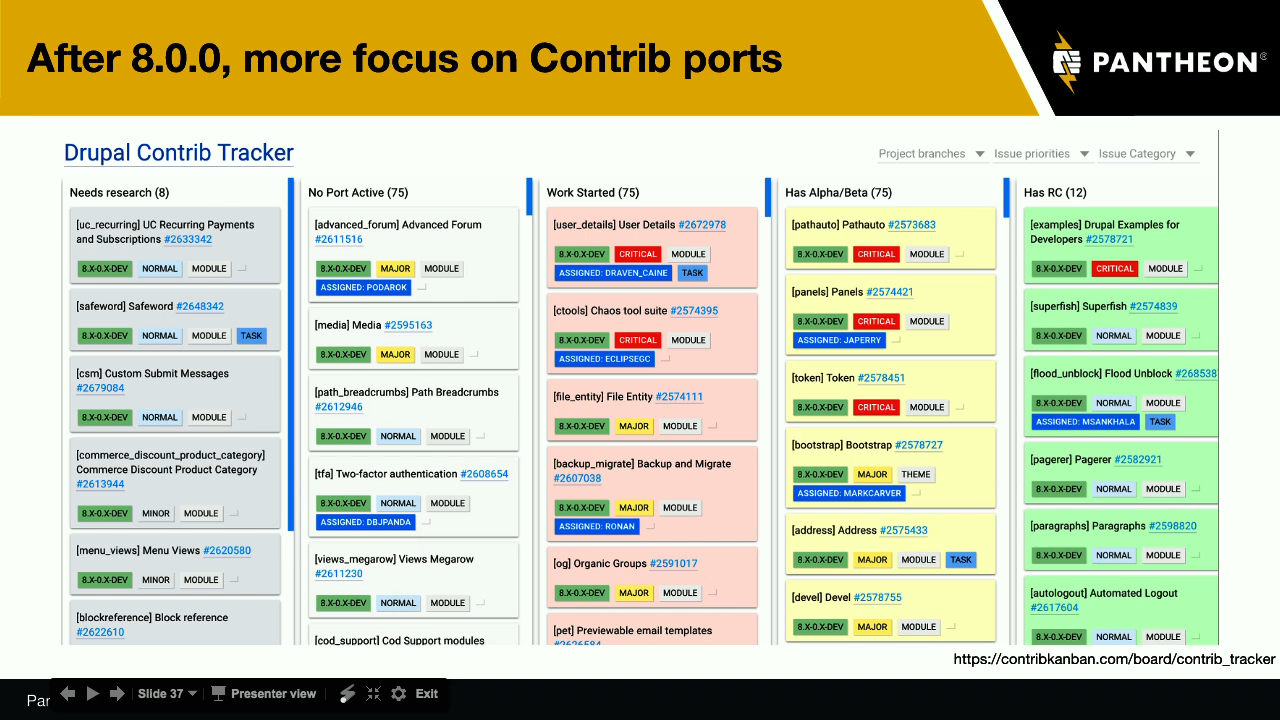 After 8.0.0, more focus on Contrib ports
PANTHEON®
Drupal Contrib Tracker
Project branches
Issue priorities
Issue Category
Needs research (8)
[uc_recurring] UC Recurring Payments
and Subscriptions #2633342
8.X-0.X-DEV NORMAL MODULE
[safeword] Safeword #2648342
8.X-0.X-DEV NORMAL MODULE TASK
[csm] Custom Submit Messages
#2679084
8.X-0.X-DEV NORMAL MODULE
[commerce_discount_product_category]
Commerce Discount Product Category
#2613944
8.X-0.X-DEV MINOR MODULE
[menu_views] Menu Views #2620580
8.X-0.X-DEV MINOR MODULE
[blockreference] Block reference
#2622610
No Port Active (75)
[advanced_forum] Advanced Forum
#2611516
8.X-0.X-DEV MAJOR MODULE
ASSIGNED: PODAROK
[media] Media #2595163
8.X-0.X-DEV MAJOR MODULE
[path_breadcrumbs] Path Breadcrumbs
#2612946
8.X-0.X-DEV NORMAL MODULE
[tfa] Two-factor authentication #2608654
8.X-0.X-DEV NORMAL MODULE
ASSIGNED: DBJPANDA
[views_megarow] Views Megarow
#2611230
8.X-0.X-DEV NORMAL MODULE
[cod_support] Cod Support modules
Work Started (75)
[user_details] User Details #2672978
8.X-0.X-DEV CRITICAL MODULE
ASSIGNED: DRAVEN_CAINE TASK
[ctools] Chaos tool suite #2574395
8.X-0.X-DEV CRITICAL MODULE
ASSIGNED: ECLIPSEGC
[file_entity] File Entity #2574111
8.X-0.X-DEV MAJOR MODULE
[backup_migrate] Backup and Migrate
#2607038
8.X-0.X-DEV MAJOR MODULE
ASSIGNED: RONAN
[og] Organic Groups #2591017
8.X-0.X-DEV MAJOR MODULE
[pet] Previewable email templates
Has Alpha/Beta (75)
[pathauto] Pathauto #2573683
8.X-0.X-DEV CRITICAL MODULE
[panels] Panels #2574421
8.X-0.X-DEV CRITICAL MODULE
ASSIGNED: JAPERRY
[token] Token #2578451
8.X-0.X-DEV CRITICAL MODULE
[bootstrap] Bootstrap #2578727
8.X-0.X-DEV MAJOR THEME
ASSIGNED: MARKCARVER
[address] Address #2575433
8.X-0.X-DEV MAJOR MODULE TASK
[devel] Devel #2578755
8.X-0.X-DEV MAJOR MODULE
Has RC (12)
[examples] Drupal Examples for
Developers #2578721
8.X-0.X-DEV CRITICAL MODULE
[superfish] Superfish #2574839
8.X-0.X-DEV NORMAL MODULE
[flood_unblock] Flood Unblock #268538
8.X-0.X-DEV NORMAL MODULE
ASSIGNED: MSANKHALA TASK
[pagerer] Pagerer #2582921
8.X-0.X-DEV NORMAL MODULE
[paragraphs] Paragraphs #2598820
8.X-0.X-DEV NORMAL MODULE
[autologout] Automated Logout
#2617604
8.X-0.X-DEV NORMAL MODULE
https://contribkanban.com/board/contrib_tracker
Par
Slide 37
Presenter view
Exit